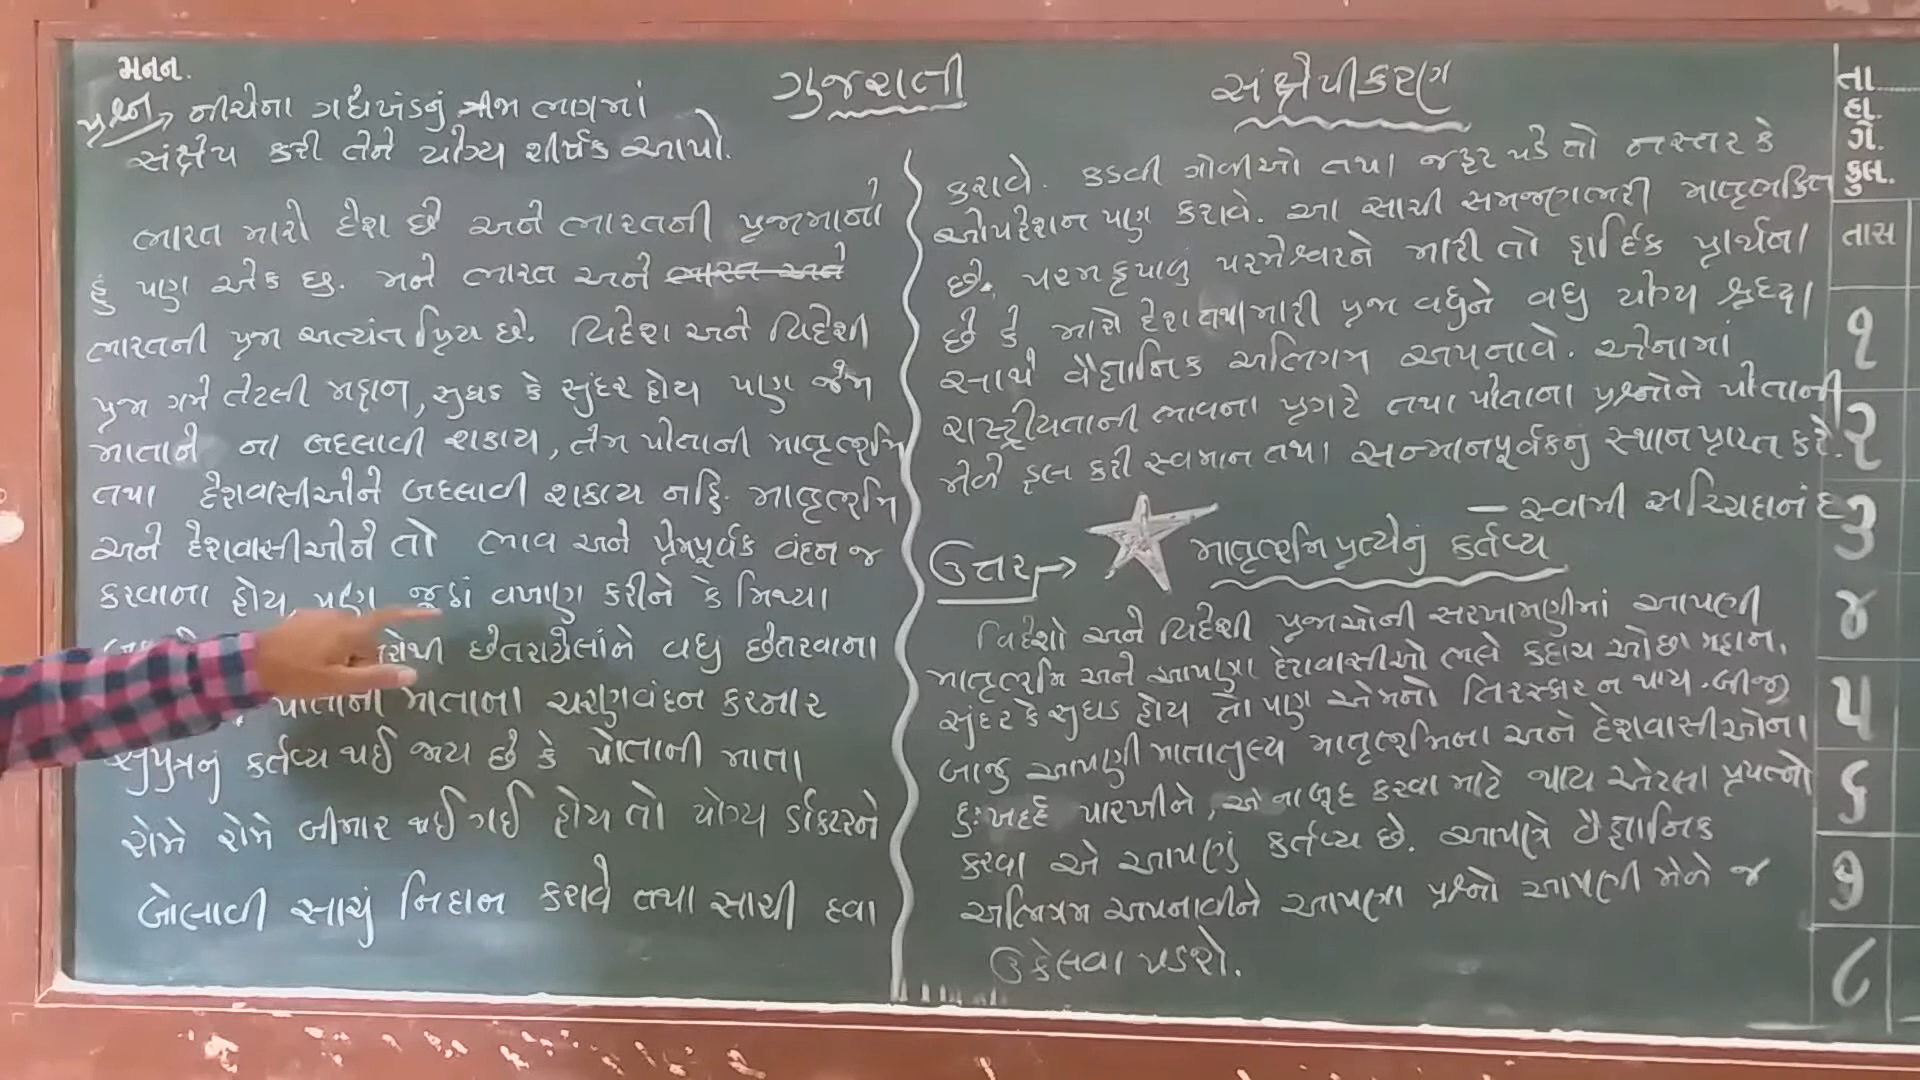 મનન.
ગુજરાતી
સંક્ષેપીકરણ
પ્રશ્ન → નીચેના ગદ્યખંડનું ત્રીજા ભાગમાં
સંક્ષેપ કરી તેને યોગ્ય શીર્ષક આપો.
ભારત મારો દેશ છે અને ભારતની પ્રજામાનો
હું પણ એક છુ. મને ભારત અને ભારત અને
ભારતની પ્રજા અત્યંત પ્રિય છે. વિદેશ અને વિદેશી
પ્રજા ગમે તેટલી મહાન, સુઘડ કે સુંદર હોય પણ જેમ
માતાને ના બદલાવી શકાય, તેમ પોતાની માતૃભૂમિ
તથા દેશવાસીઓને બદલાવી શકાય નહિ. માતૃભૂમિ
અને દેશવાસીઓને તો ભાવ અને પ્રેમપૂર્વક વંદન જ
કરવાના હોય, પણ જૂઠાં વખાણ કરીને કે મિથ્યા
છેતરાયેલાંને વધુ છેતરવાના
પોતાની માતાના ચરણવંદન કરનાર
સુપુત્રનું કર્તવ્ય થઈ જાય છે કે પોતાની માતા
રોમે રોમે બીમાર થઈ ગઈ હોય તો યોગ્ય ડૉક્ટરને
બોલાવી સાચું નિદાન કરાવે તથા સાચી દવા
કરાવે. કડવી ગોળીઓ તથા જરૂર પડે તો નસ્તર કે
ઓપરેશન પણ કરાવે. આ સાચી સમજણભરી માતૃભક્તિ
છે. પરમ કૃપાળુ પરમેશ્વરને મારી તો હાર્દિક પ્રાર્થના
છે કે મારો દેશ તથા મારી પ્રજા વધુને વધુ યોગ્ય શ્રધ્દા
સાથે વૈજ્ઞાનિક અભિગમ અપનાવે. એનામાં
રાષ્ટ્રીયતાની ભાવના પ્રગટે તથા પોતાના પ્રશ્નોને પોતાની
મેળે હલ કરી સ્વમાન તથા સન્માનપૂર્વકનું સ્થાન પ્રાપ્ત કરે.
– સ્વામી સચ્ચિદાનંદ
ઉત્તર → માતૃભૂમિ પ્રત્યેનું કર્તવ્ય
વિદેશો અને વિદેશી પ્રજાઓની સરખામણીમાં આપણી
માતૃભૂમિ અને આપણા દેશવાસીઓ ભલે કદાચ ઓછા મહાન,
સુંદર કે સુઘડ હોય તો પણ એમનો તિરસ્કાર ન થાય. બીજી
બાજુ આપણી માતાતુલ્ય માતૃભૂમિના અને દેશવાસીઓના
દુઃખદર્દ પારખીને, એ નાબૂદ કરવા માટે થાય એટલા પ્રયત્નો
કરવા એ આપણું કર્તવ્ય છે. આપણે વૈજ્ઞાનિક
અભિગમ અપનાવીને આપણા પ્રશ્નો આપણી મેળે જ
ઉકેલવા પડશે.
તા.
હા.
ગે.
કુલ.
તાસ
૧
૨
૩
૪
૫
૬
૭
૮